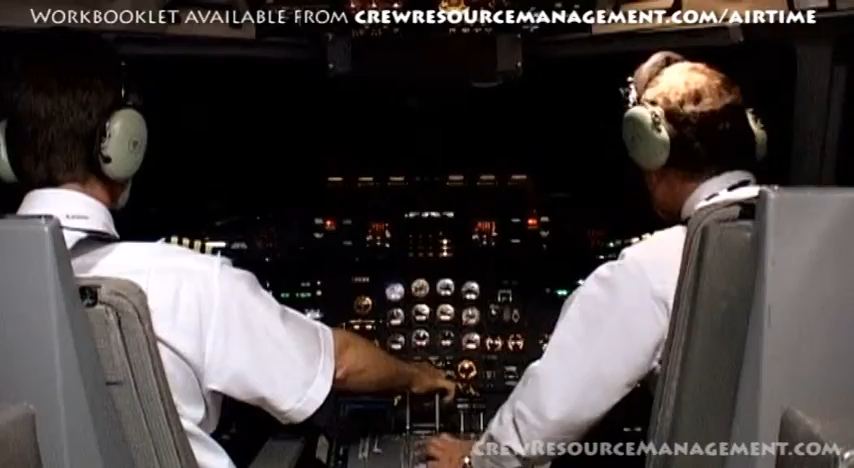 Workbooklet available from crewresourcemanagement.com/airtime
CrewResourceManagement.com